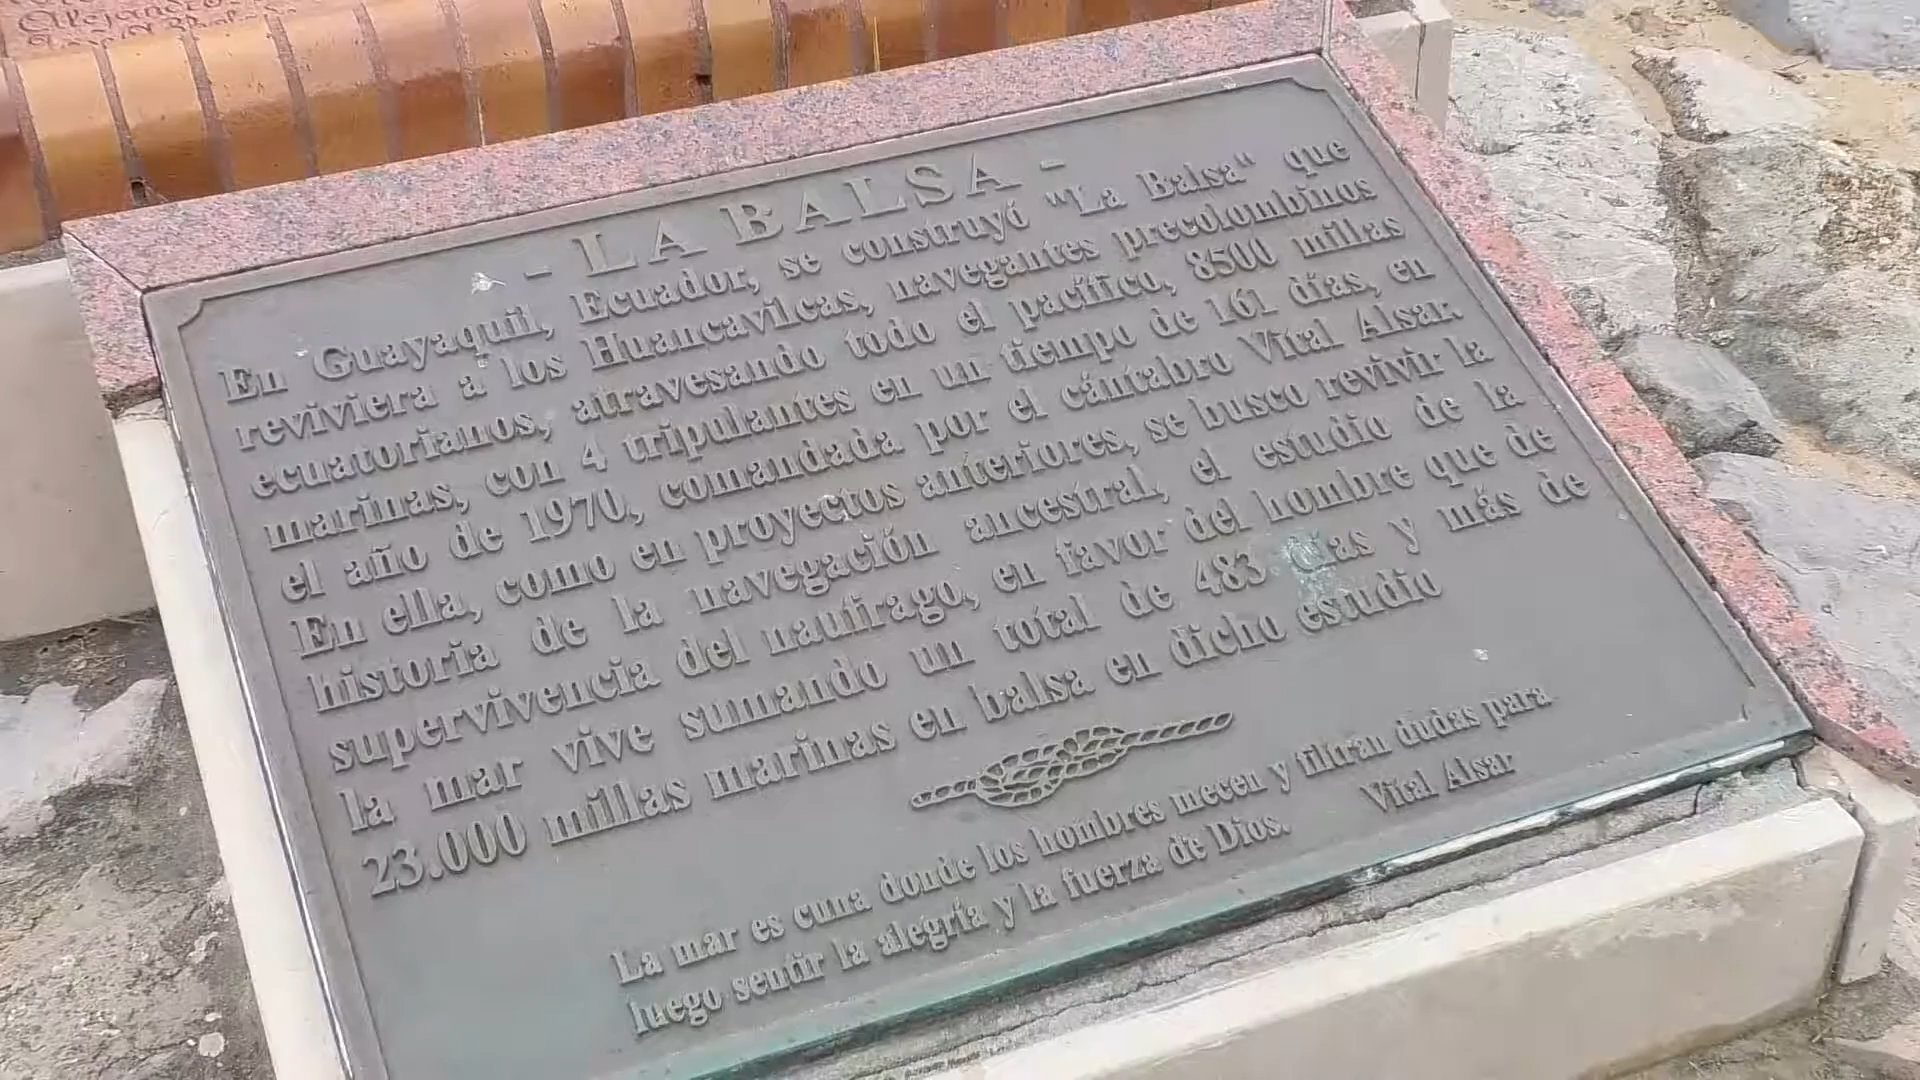 Alejandro
- LA BALSA -
En Guayaquil, Ecuador, se construyó "La Balsa" que
reviviera a los Huancavilcas, navegantes precolombinos
ecuatorianos, atravesando todo el pacífico, 8500 millas
marinas, con 4 tripulantes en un tiempo de 161 días, en
el año de 1970, comandada por el cántabro Vital Alsar.
En ella, como en proyectos anteriores, se busco revivir la
historia de la navegación ancestral, el estudio de la
supervivencia del naufrago, en favor del hombre que de
la mar vive sumando un total de 483 días y más de
23.000 millas marinas en balsa en dicho estudio
La mar es cuna donde los hombres mecen y filtran dudas para
luego sentir la alegría y la fuerza de Dios. Vital Alsar